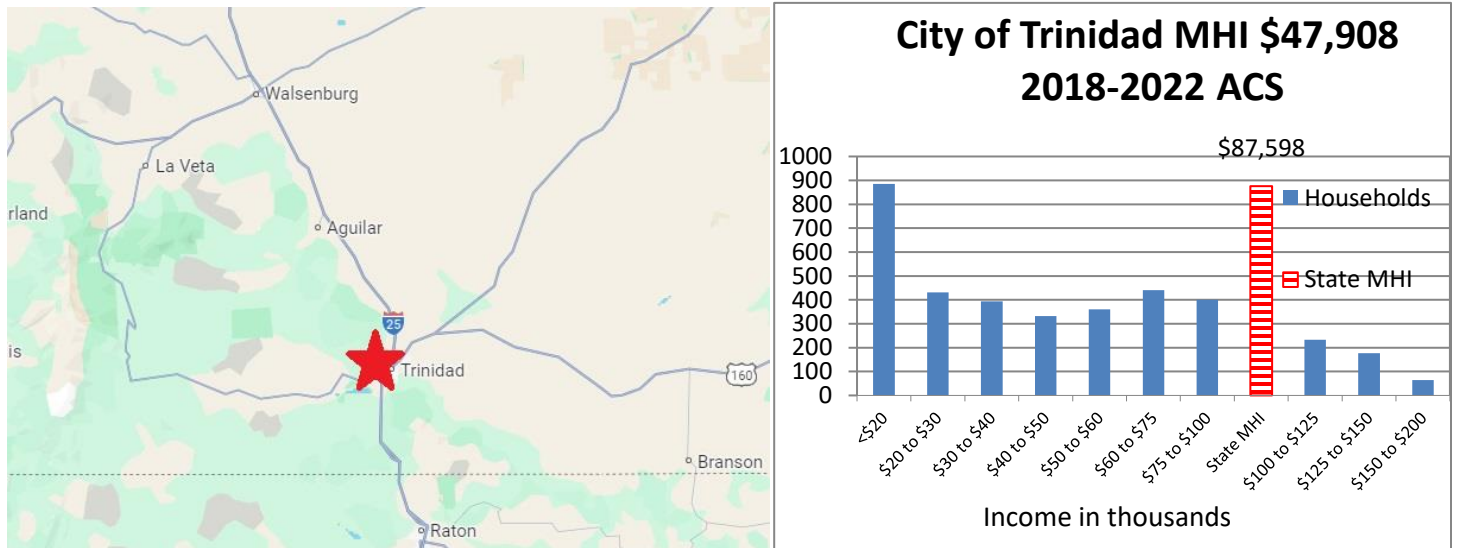 Walsenburg
La Veta
rland
Aguilar
is
25
Trinidad
160
Branson
Raton
City of Trinidad MHI $47,908
2018-2022 ACS
$87,598
1000
900
800
700
600
500
400
300
200
100
0
Households
State MHI
<$20
$20 to $30
$30 to $40
$40 to $50
$50 to $60
$60 to $75
$75 to $100
State MHI
$100 to $125
$125 to $150
$150 to $200
Income in thousands